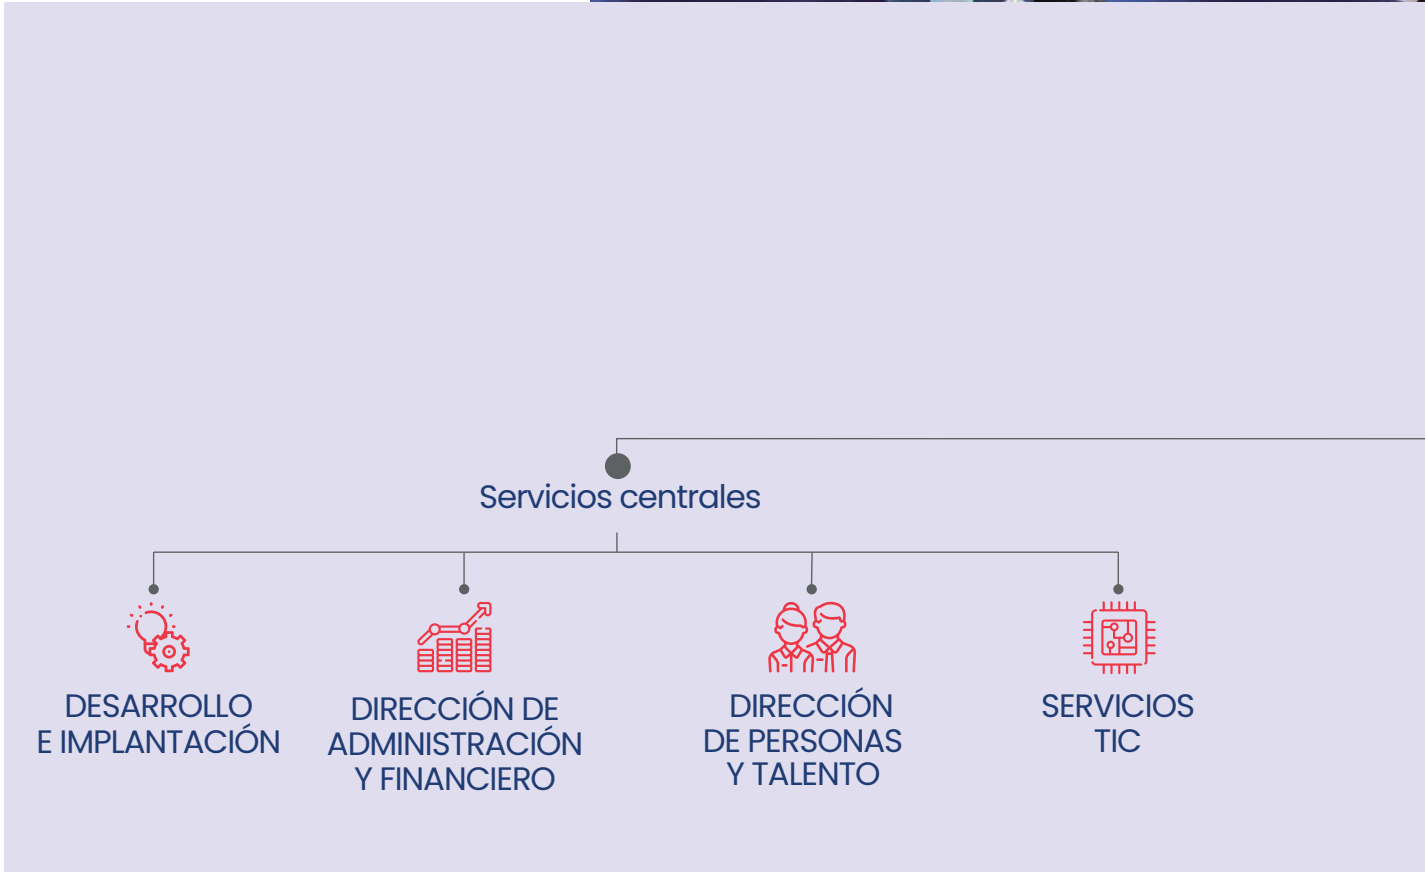 Servicios centrales
DESARROLLO
E IMPLANTACIÓN
DIRECCIÓN DE
ADMINISTRACIÓN
Y FINANCIERO
DIRECCIÓN
DE PERSONAS
Y TALENTO
SERVICIOS
TIC